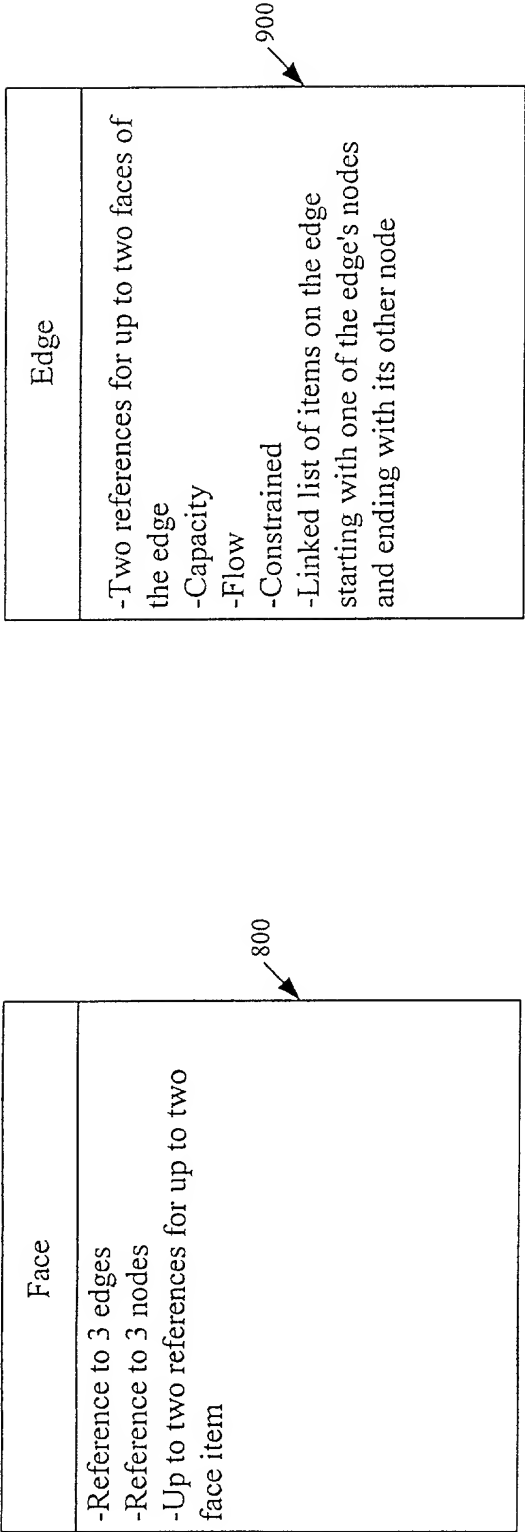 Face
-Reference to 3 edges
-Reference to 3 nodes
-Up to two references for up to two
face item
800
Edge
-Two references for up to two faces of
the edge
-Capacity
-Flow
-Constrained
-Linked list of items on the edge
starting with one of the edge's nodes
and ending with its other node
900